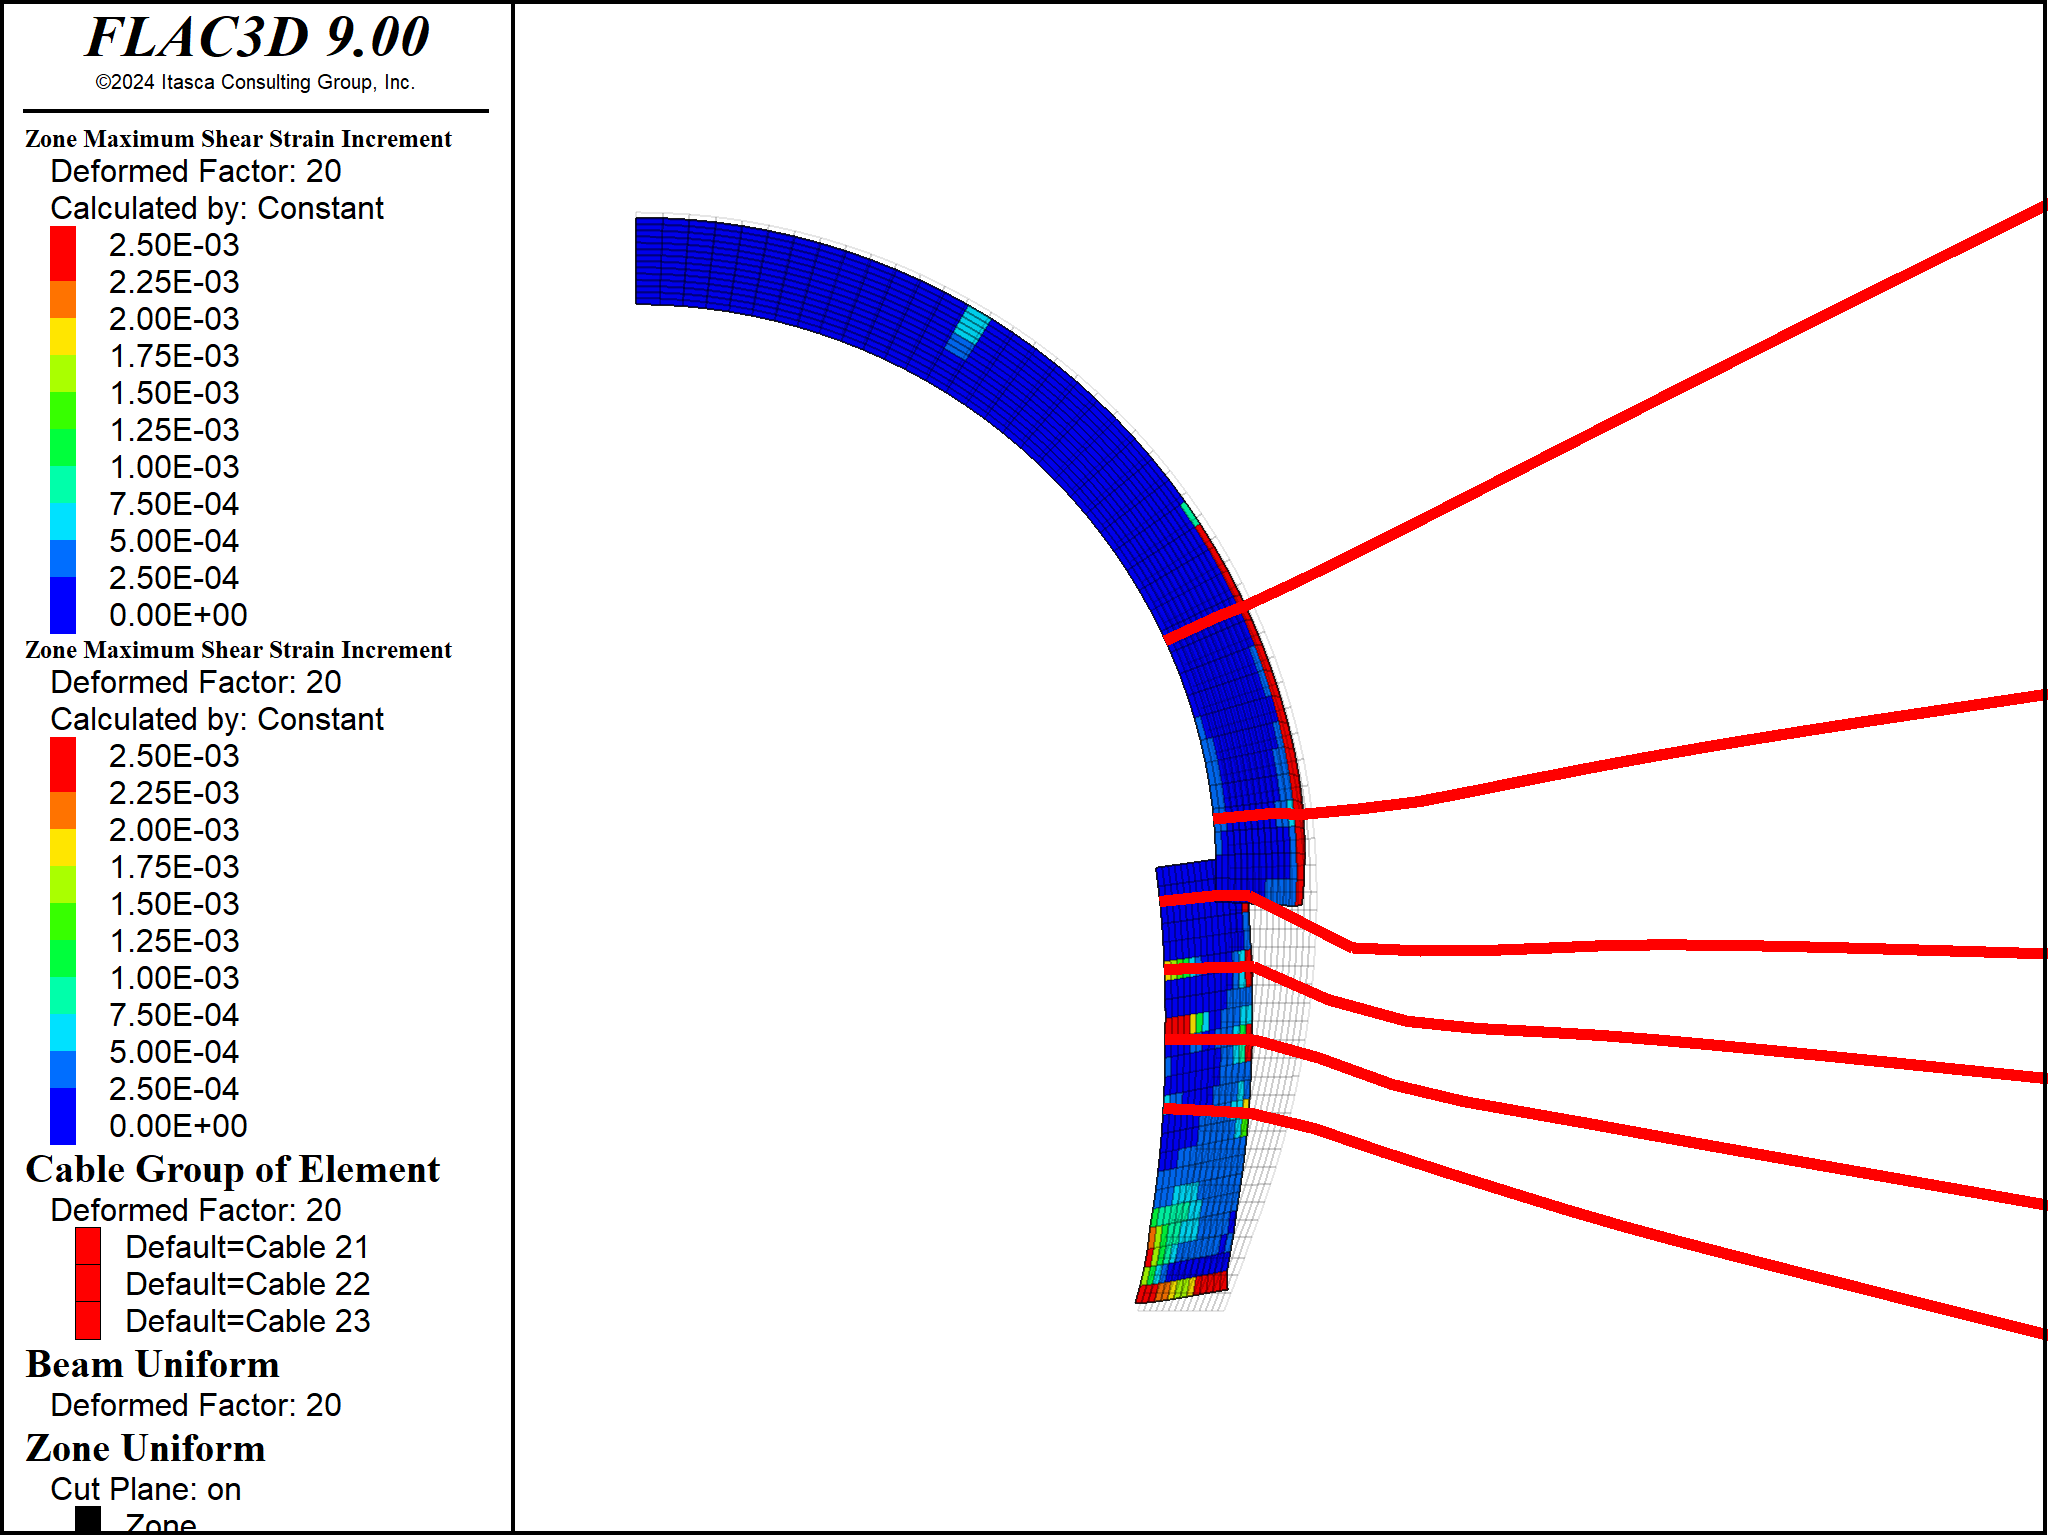 FLAC3D 9.00
©2024 Itasca Consulting Group, Inc.
Zone Maximum Shear Strain Increment
Deformed Factor: 20
Calculated by: Constant
2.50E-03
2.25E-03
2.00E-03
1.75E-03
1.50E-03
1.25E-03
1.00E-03
7.50E-04
5.00E-04
2.50E-04
0.00E+00
Zone Maximum Shear Strain Increment
Deformed Factor: 20
Calculated by: Constant
2.50E-03
2.25E-03
2.00E-03
1.75E-03
1.50E-03
1.25E-03
1.00E-03
7.50E-04
5.00E-04
2.50E-04
0.00E+00
Cable Group of Element
Deformed Factor: 20
Default=Cable 21
Default=Cable 22
Default=Cable 23
Beam Uniform
Deformed Factor: 20
Zone Uniform
Cut Plane: on
Zone